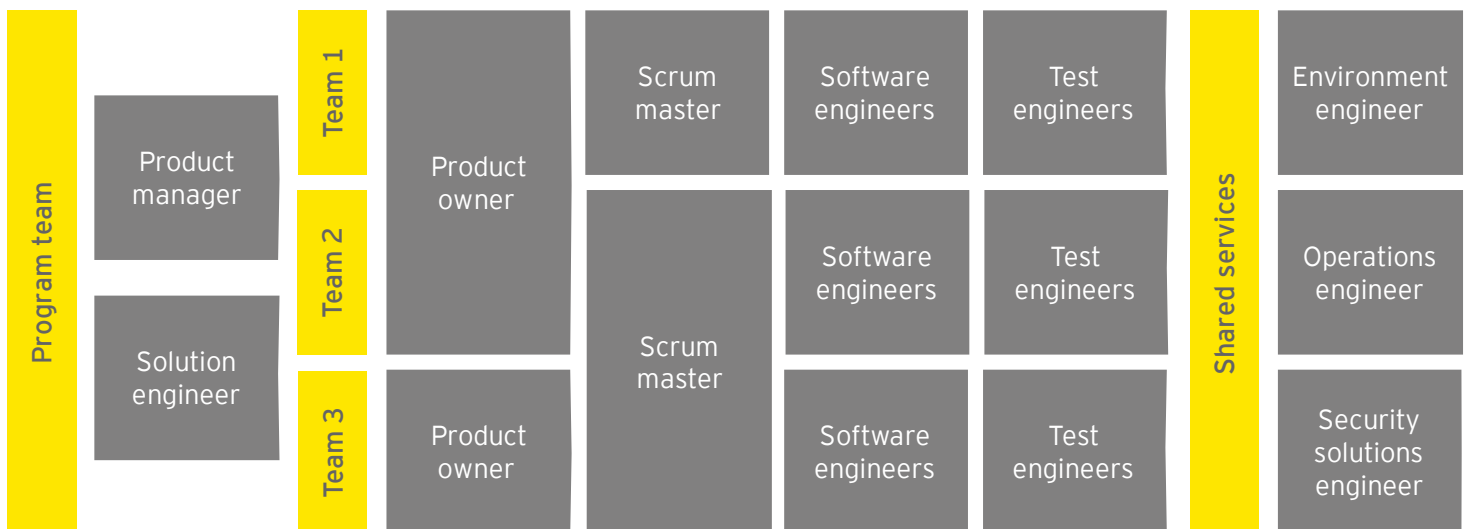 Program team
Product
manager
Solution
engineer
Team 1
Team 2
Team 3
Product
owner
Product
owner
Scrum
master
Scrum
master
Software
engineers
Test
engineers
Software
engineers
Test
engineers
Software
engineers
Test
engineers
Shared services
Environment
engineer
Operations
engineer
Security
solutions
engineer